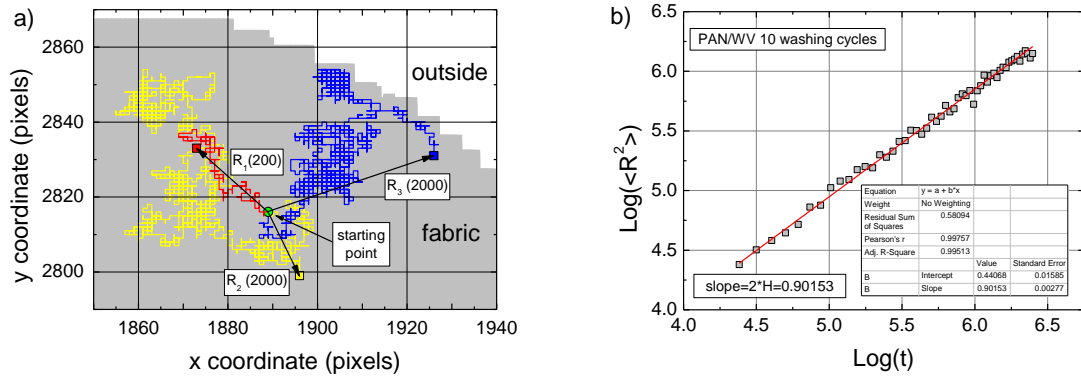 a)
2860
2840
2820
2800
y coordinate (pixels)
1860
1880
1900
1920
1940
x coordinate (pixels)
outside
fabric
R1(200)
R3 (2000)
starting
point
R2 (2000)
b)
6.5
6.0
5.5
5.0
4.5
4.0
Log(<R²>)
4.0
4.5
5.0
5.5
6.0
6.5
Log(t)
PAN/WV 10 washing cycles
slope=2*H=0.90153
Equation y = a + b*x
Weight No Weighting
Residual Sum
of Squares 0.58094
Pearson's r 0.99757
Adj. R-Square 0.99513
Value Standard Error
B Intercept 0.44068 0.01585
B Slope 0.90153 0.00277